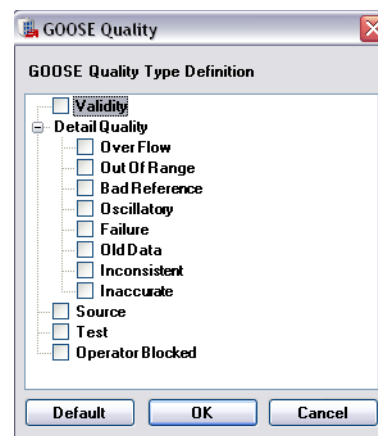 GOOSE Quality
GOOSE Quality Type Definition
Validity
Detail Quality
Over Flow
Out Of Range
Bad Reference
Oscillatory
Failure
Old Data
Inconsistent
Inaccurate
Source
Test
Operator Blocked
Default OK Cancel